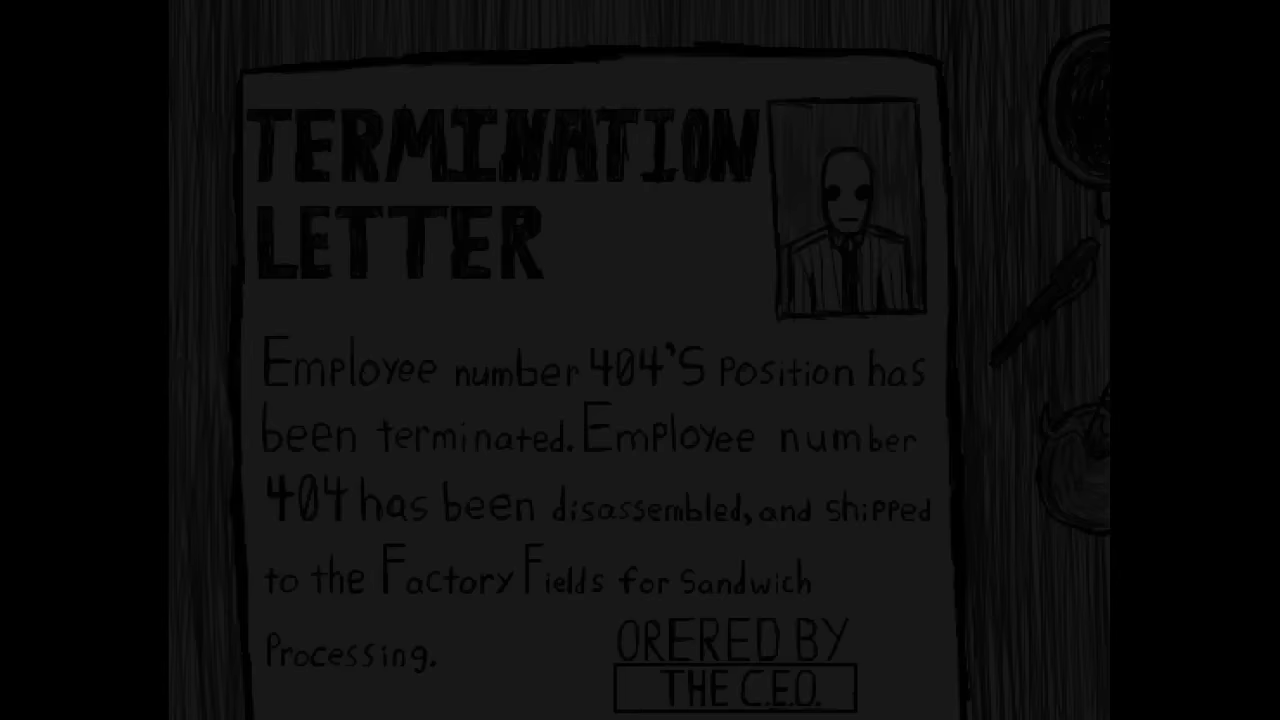 TERMINATION
LETTER
Employee number 404'S Position has
been terminated. Employee number
404 has been disassembled, and shipped
to the Factory Fields for Sandwich
Processing.
ORERED BY
THE C.E.O.